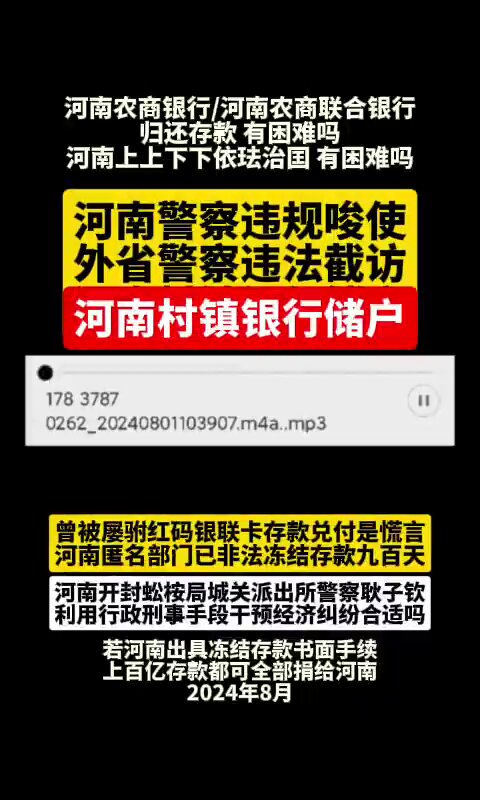 河南农商银行/河南农商联合银行
归还存款 有困难吗
河南上上下下依珐治国 有困难吗
河南警察违规唆使
外省警察违法截访
河南村镇银行储户
178 3787
0262_20240801103907.m4a..mp3
曾被屡驸红码银联卡存款兑付是慌言
河南匿名部门已非法冻结存款九百天
河南开封蚣桉局城关派出所警察耿子钦
利用行政刑事手段干预经济纠纷合适吗
若河南出具冻结存款书面手续
上百亿存款都可全部捐给河南
2024年8月